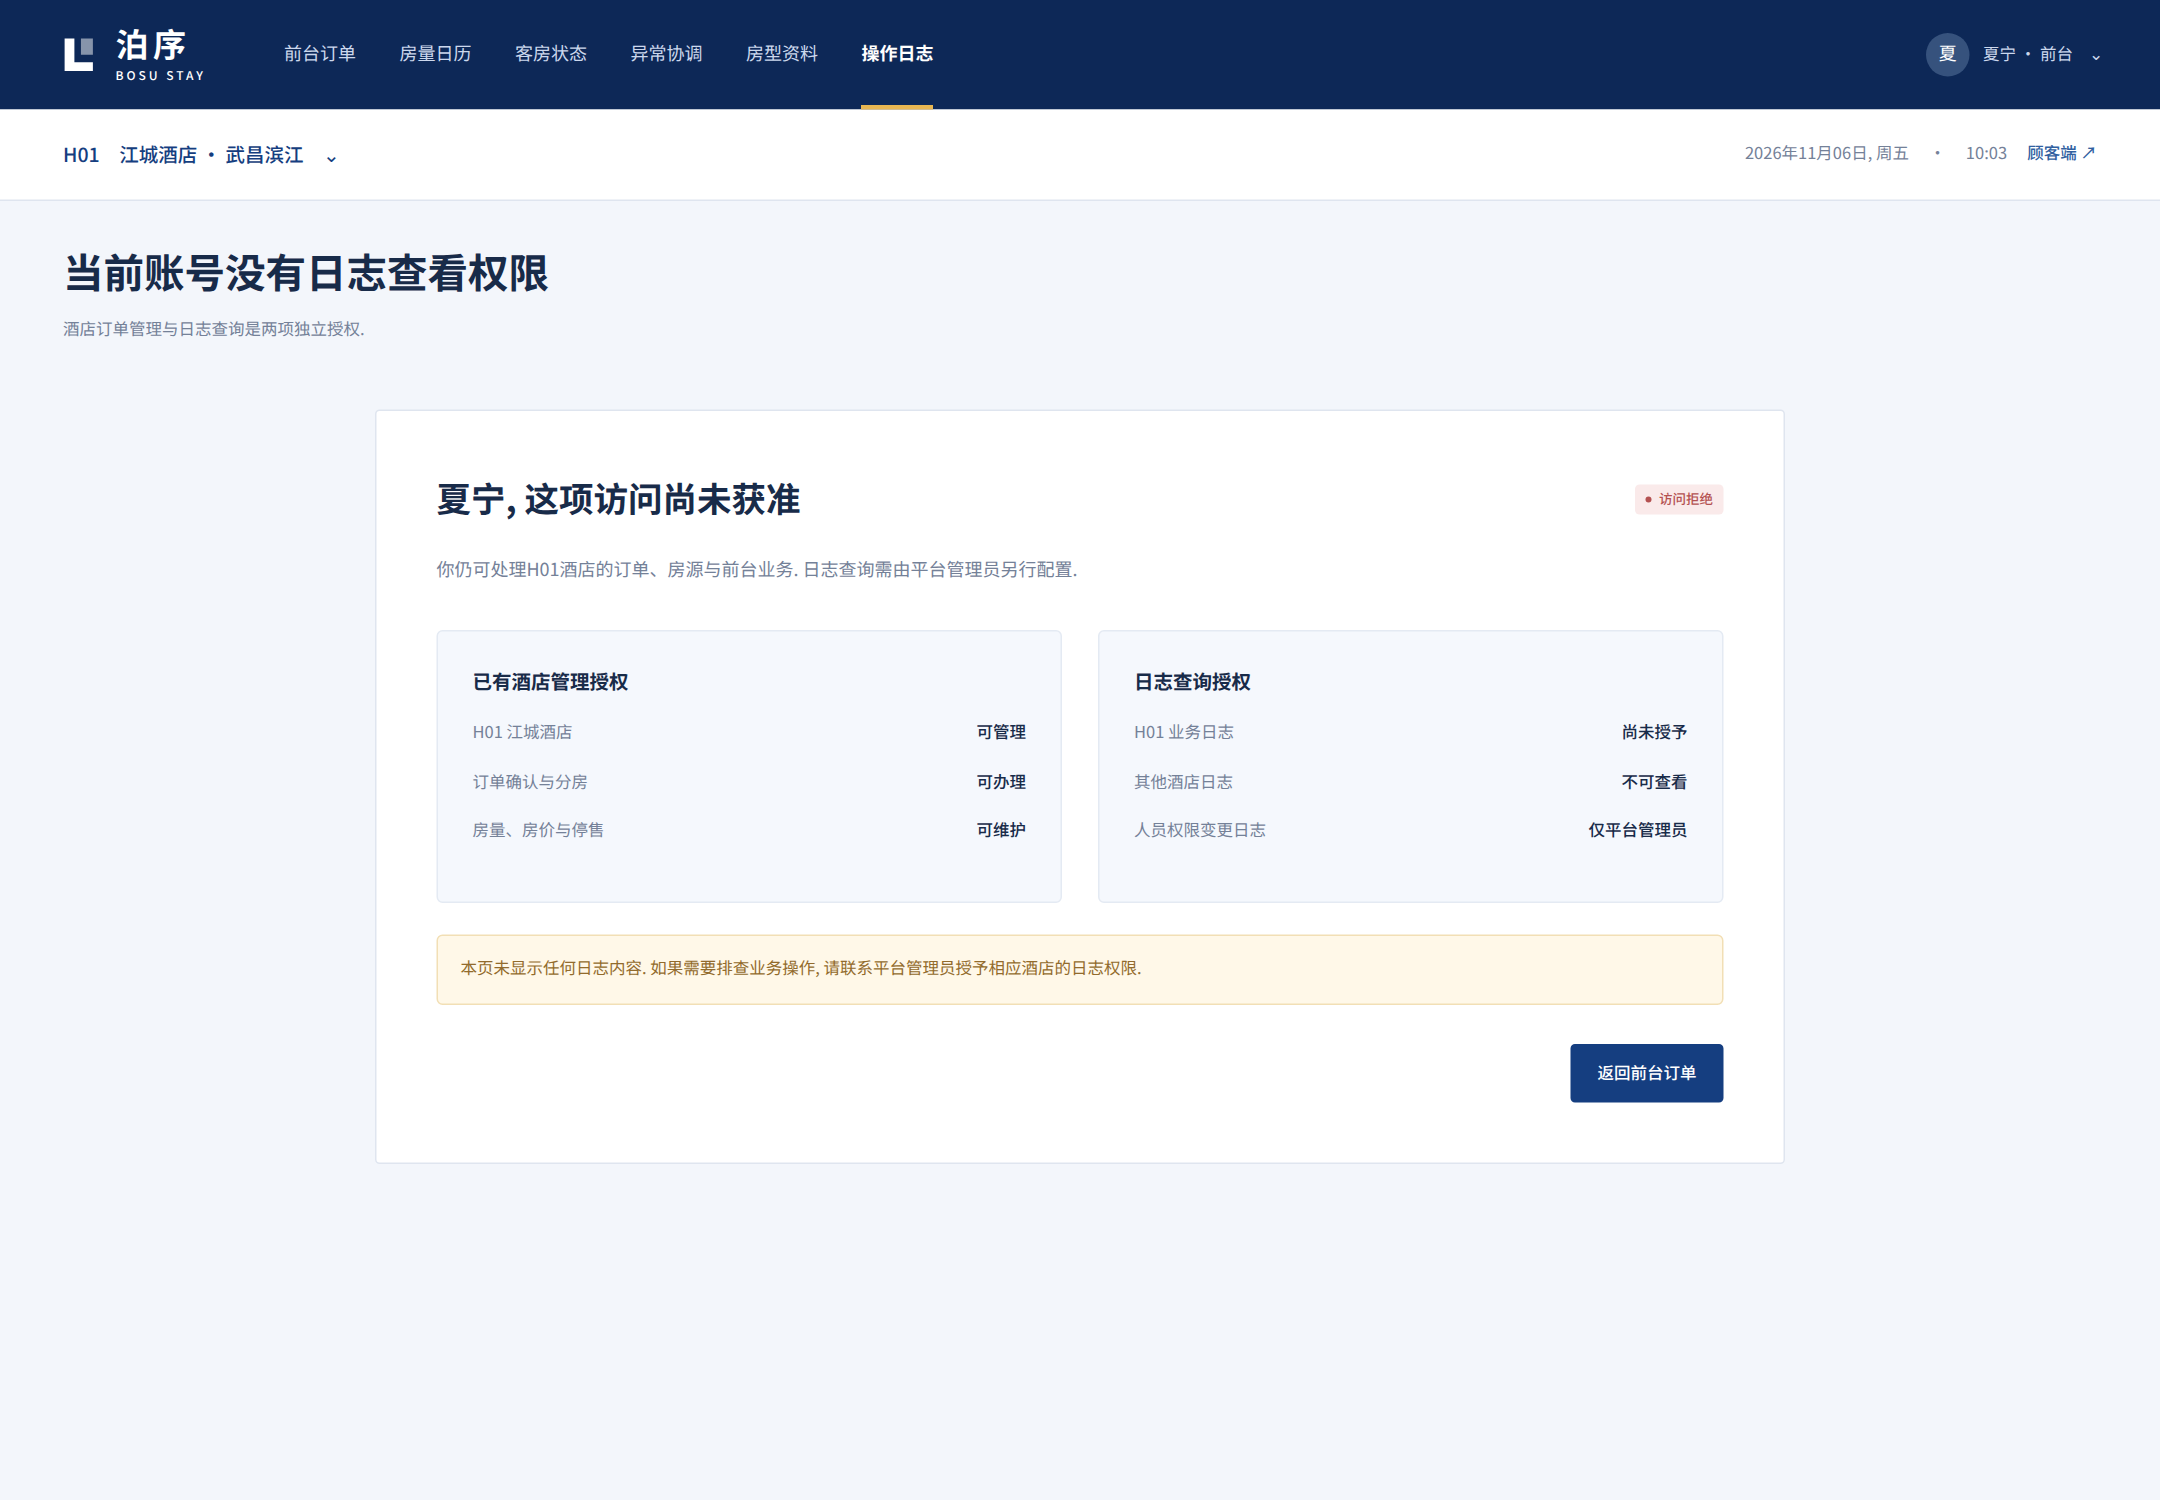 泊序
BOSU STAY
前台订单 房量日历 客房状态 异常协调 房型资料 操作日志
夏 夏宁 · 前台
H01 江城酒店 · 武昌滨江
2026年11月06日, 周五 · 10:03 顾客端 ↗
当前账号没有日志查看权限
酒店订单管理与日志查询是两项独立授权.
夏宁, 这项访问尚未获准
访问拒绝
你仍可处理H01酒店的订单、房源与前台业务. 日志查询需由平台管理员另行配置.
已有酒店管理授权
H01 江城酒店 可管理
订单确认与分房 可办理
房量、房价与停售 可维护
日志查询授权
H01 业务日志 尚未授予
其他酒店日志 不可查看
人员权限变更日志 仅平台管理员
本页未显示任何日志内容. 如果需要排查业务操作, 请联系平台管理员授予相应酒店的日志权限.
返回前台订单